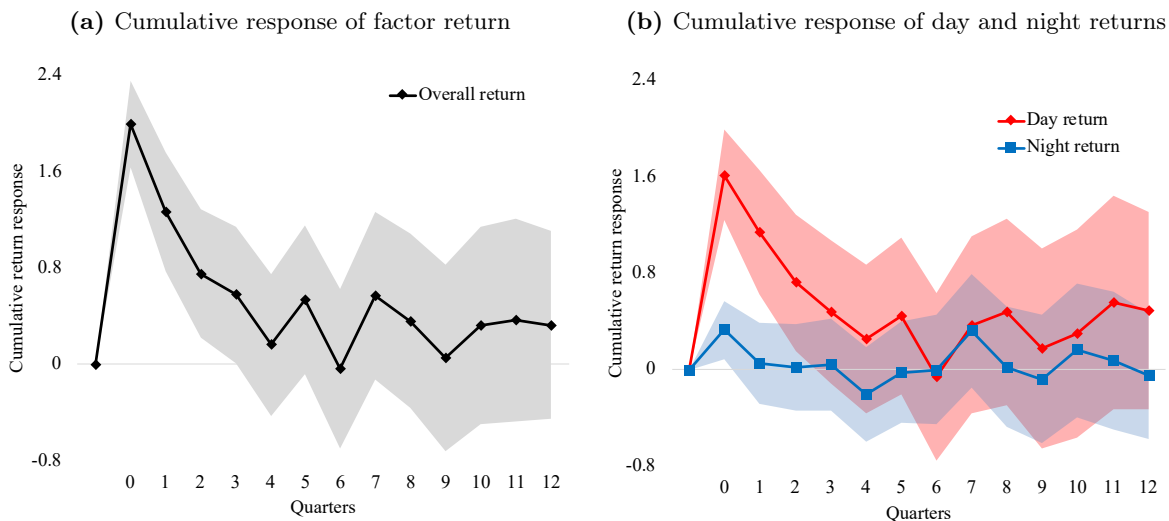 (a) Cumulative response of factor return
2.4
1.6
0.8
0
-0.8
Cumulative return response
Overall return
0 1 2 3 4 5 6 7 8 9 10 11 12
Quarters
(b) Cumulative response of day and night returns
2.4
1.6
0.8
0
-0.8
Cumulative return response
Day return
Night return
0 1 2 3 4 5 6 7 8 9 10 11 12
Quarters